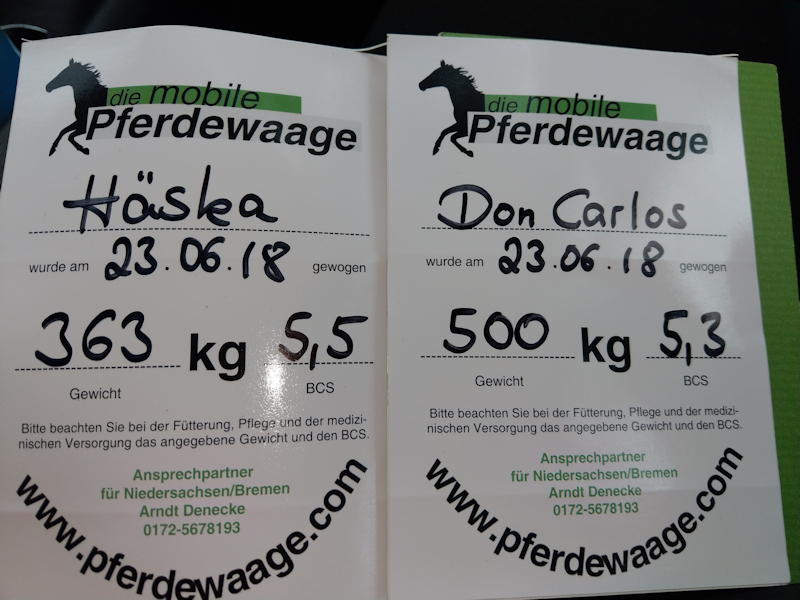 die mobile
Pferdewaage
Häska
wurde am 23.06.18 gewogen
363 kg 5,5
Gewicht BCS
Bitte beachten Sie bei der Fütterung, Pflege und der medizi-
nischen Versorgung das angegebene Gewicht und den BCS.
Ansprechpartner
für Niedersachsen/Bremen
Arndt Denecke
0172-5678193
www.pferdewaage.com
die mobile
Pferdewaage
Don Carlos
wurde am 23.06.18 gewogen
500 kg 5,3
Gewicht BCS
Bitte beachten Sie bei der Fütterung, Pflege und der medizi-
nischen Versorgung das angegebene Gewicht und den BCS.
Ansprechpartner
für Niedersachsen/Bremen
Arndt Denecke
0172-5678193
www.pferdewaage.com